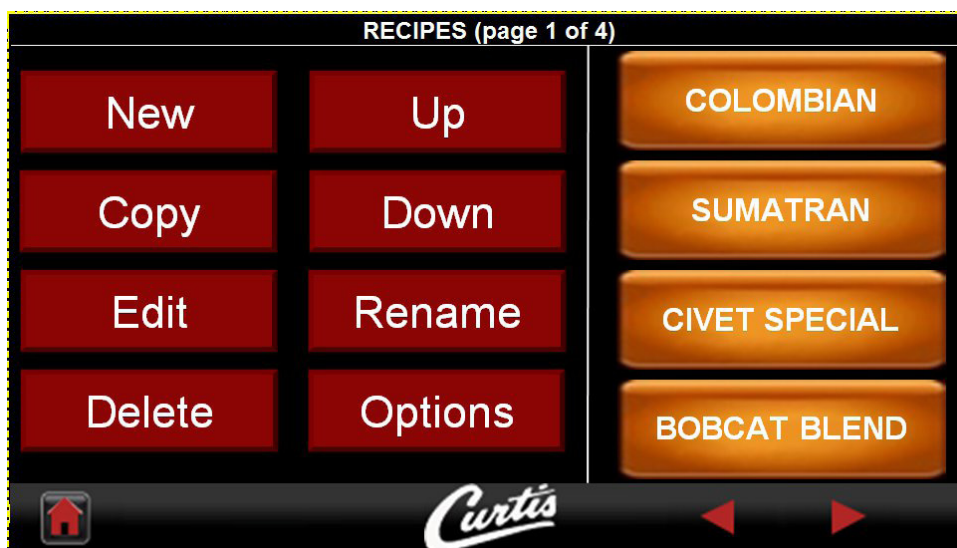 RECIPES (page 1 of 4)
New
Up
Copy
Down
Edit
Rename
Delete
Options
COLOMBIAN
SUMATRAN
CIVET SPECIAL
BOBCAT BLEND
Curtis